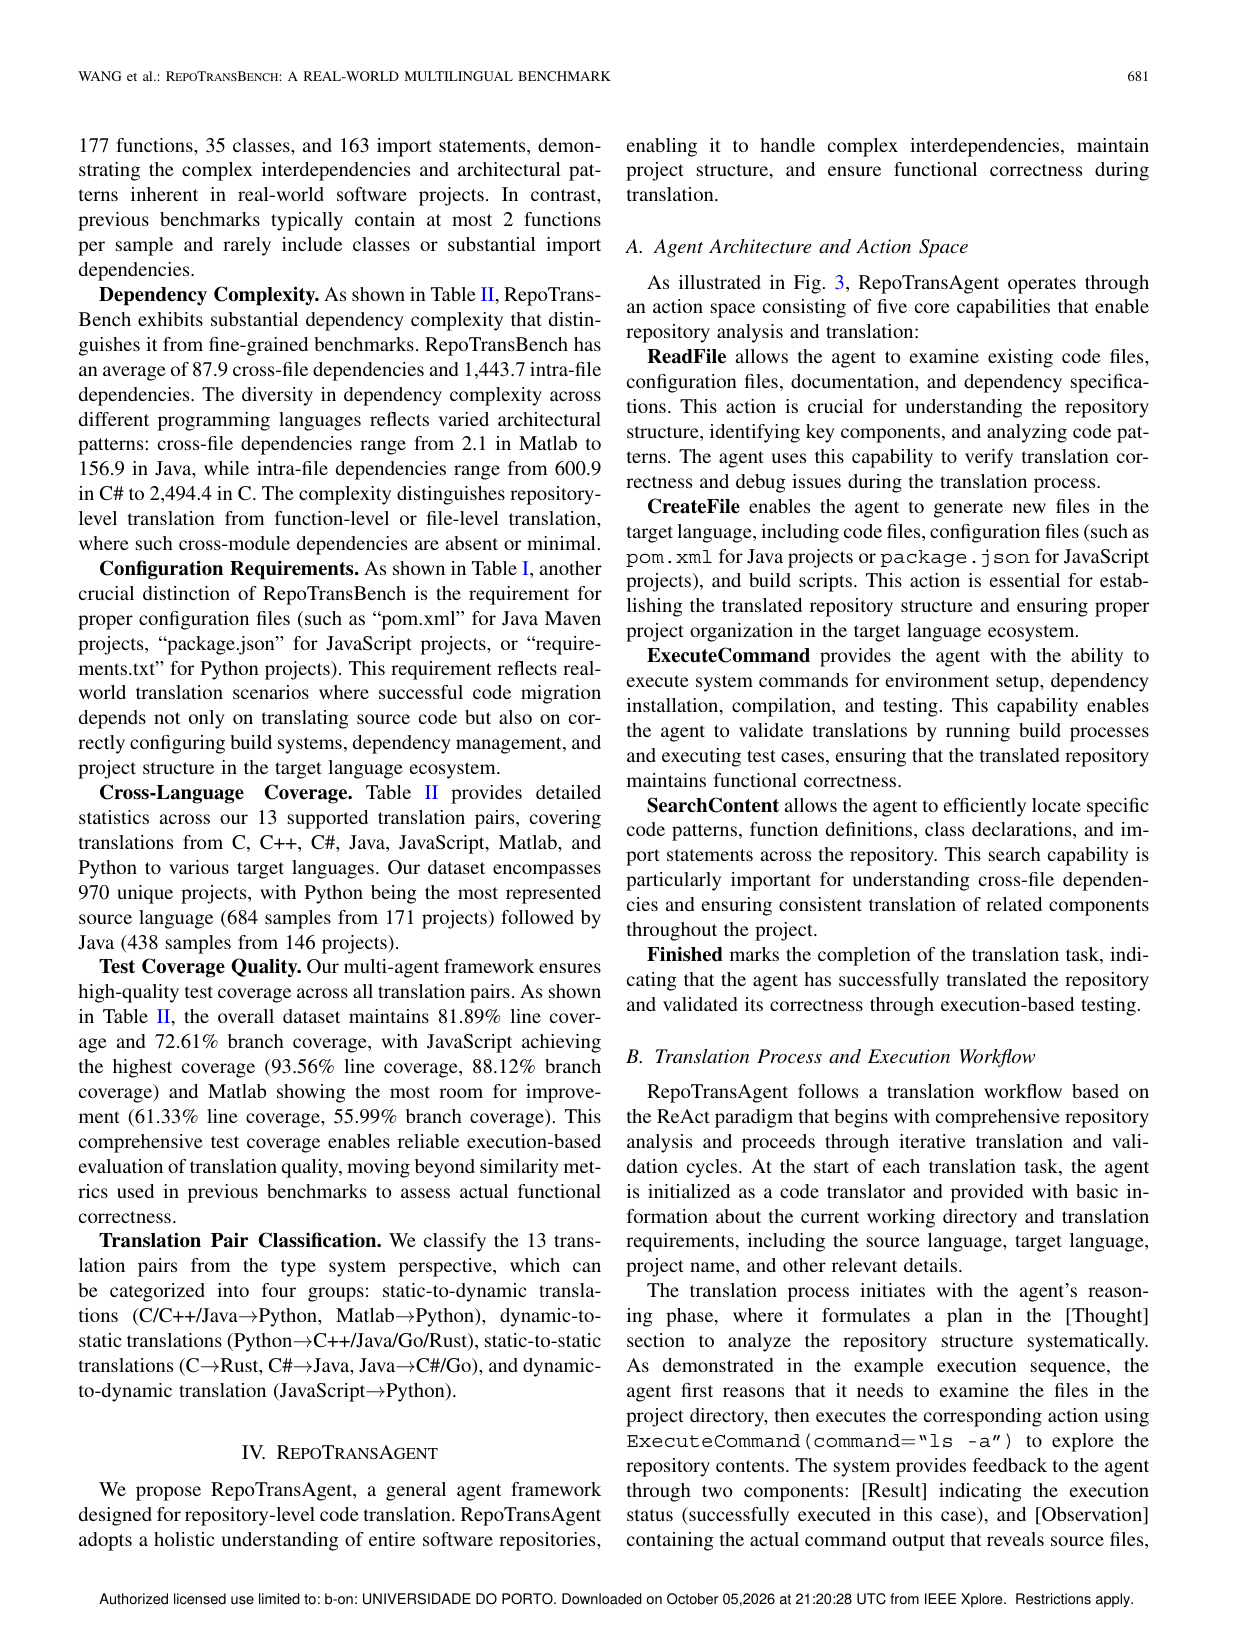 WANG et al.: REPOTRANSBENCH: A REAL-WORLD MULTILINGUAL BENCHMARK
681
177 functions, 35 classes, and 163 import statements, demon-
strating the complex interdependencies and architectural pat-
terns inherent in real-world software projects. In contrast,
previous benchmarks typically contain at most 2 functions
per sample and rarely include classes or substantial import
dependencies.
Dependency Complexity. As shown in Table II, RepoTrans-
Bench exhibits substantial dependency complexity that distin-
guishes it from fine-grained benchmarks. RepoTransBench has
an average of 87.9 cross-file dependencies and 1,443.7 intra-file
dependencies. The diversity in dependency complexity across
different programming languages reflects varied architectural
patterns: cross-file dependencies range from 2.1 in Matlab to
156.9 in Java, while intra-file dependencies range from 600.9
in C# to 2,494.4 in C. The complexity distinguishes repository-
level translation from function-level or file-level translation,
where such cross-module dependencies are absent or minimal.
Configuration Requirements. As shown in Table I, another
crucial distinction of RepoTransBench is the requirement for
proper configuration files (such as “pom.xml” for Java Maven
projects, “package.json” for JavaScript projects, or “require-
ments.txt” for Python projects). This requirement reflects real-
world translation scenarios where successful code migration
depends not only on translating source code but also on cor-
rectly configuring build systems, dependency management, and
project structure in the target language ecosystem.
Cross-Language Coverage. Table II provides detailed
statistics across our 13 supported translation pairs, covering
translations from C, C++, C#, Java, JavaScript, Matlab, and
Python to various target languages. Our dataset encompasses
970 unique projects, with Python being the most represented
source language (684 samples from 171 projects) followed by
Java (438 samples from 146 projects).
Test Coverage Quality. Our multi-agent framework ensures
high-quality test coverage across all translation pairs. As shown
in Table II, the overall dataset maintains 81.89% line cover-
age and 72.61% branch coverage, with JavaScript achieving
the highest coverage (93.56% line coverage, 88.12% branch
coverage) and Matlab showing the most room for improve-
ment (61.33% line coverage, 55.99% branch coverage). This
comprehensive test coverage enables reliable execution-based
evaluation of translation quality, moving beyond similarity met-
rics used in previous benchmarks to assess actual functional
correctness.
Translation Pair Classification. We classify the 13 trans-
lation pairs from the type system perspective, which can
be categorized into four groups: static-to-dynamic transla-
tions (C/C++/Java→Python, Matlab→Python), dynamic-to-
static translations (Python→C++/Java/Go/Rust), static-to-static
translations (C→Rust, C#→Java, Java→C#/Go), and dynamic-
to-dynamic translation (JavaScript→Python).
IV. REPOTRANSAGENT
We propose RepoTransAgent, a general agent framework
designed for repository-level code translation. RepoTransAgent
adopts a holistic understanding of entire software repositories,
enabling it to handle complex interdependencies, maintain
project structure, and ensure functional correctness during
translation.
A. Agent Architecture and Action Space
As illustrated in Fig. 3, RepoTransAgent operates through
an action space consisting of five core capabilities that enable
repository analysis and translation:
ReadFile allows the agent to examine existing code files,
configuration files, documentation, and dependency specifica-
tions. This action is crucial for understanding the repository
structure, identifying key components, and analyzing code pat-
terns. The agent uses this capability to verify translation cor-
rectness and debug issues during the translation process.
CreateFile enables the agent to generate new files in the
target language, including code files, configuration files (such as
pom.xml for Java projects or package.json for JavaScript
projects), and build scripts. This action is essential for estab-
lishing the translated repository structure and ensuring proper
project organization in the target language ecosystem.
ExecuteCommand provides the agent with the ability to
execute system commands for environment setup, dependency
installation, compilation, and testing. This capability enables
the agent to validate translations by running build processes
and executing test cases, ensuring that the translated repository
maintains functional correctness.
SearchContent allows the agent to efficiently locate specific
code patterns, function definitions, class declarations, and im-
port statements across the repository. This search capability is
particularly important for understanding cross-file dependen-
cies and ensuring consistent translation of related components
throughout the project.
Finished marks the completion of the translation task, indi-
cating that the agent has successfully translated the repository
and validated its correctness through execution-based testing.
B. Translation Process and Execution Workflow
RepoTransAgent follows a translation workflow based on
the ReAct paradigm that begins with comprehensive repository
analysis and proceeds through iterative translation and vali-
dation cycles. At the start of each translation task, the agent
is initialized as a code translator and provided with basic in-
formation about the current working directory and translation
requirements, including the source language, target language,
project name, and other relevant details.
The translation process initiates with the agent’s reason-
ing phase, where it formulates a plan in the [Thought]
section to analyze the repository structure systematically.
As demonstrated in the example execution sequence, the
agent first reasons that it needs to examine the files in the
project directory, then executes the corresponding action using
ExecuteCommand(command=“ls -a”) to explore the
repository contents. The system provides feedback to the agent
through two components: [Result] indicating the execution
status (successfully executed in this case), and [Observation]
containing the actual command output that reveals source files,
Authorized licensed use limited to: b-on: UNIVERSIDADE DO PORTO. Downloaded on October 05,2026 at 21:20:28 UTC from IEEE Xplore. Restrictions apply.